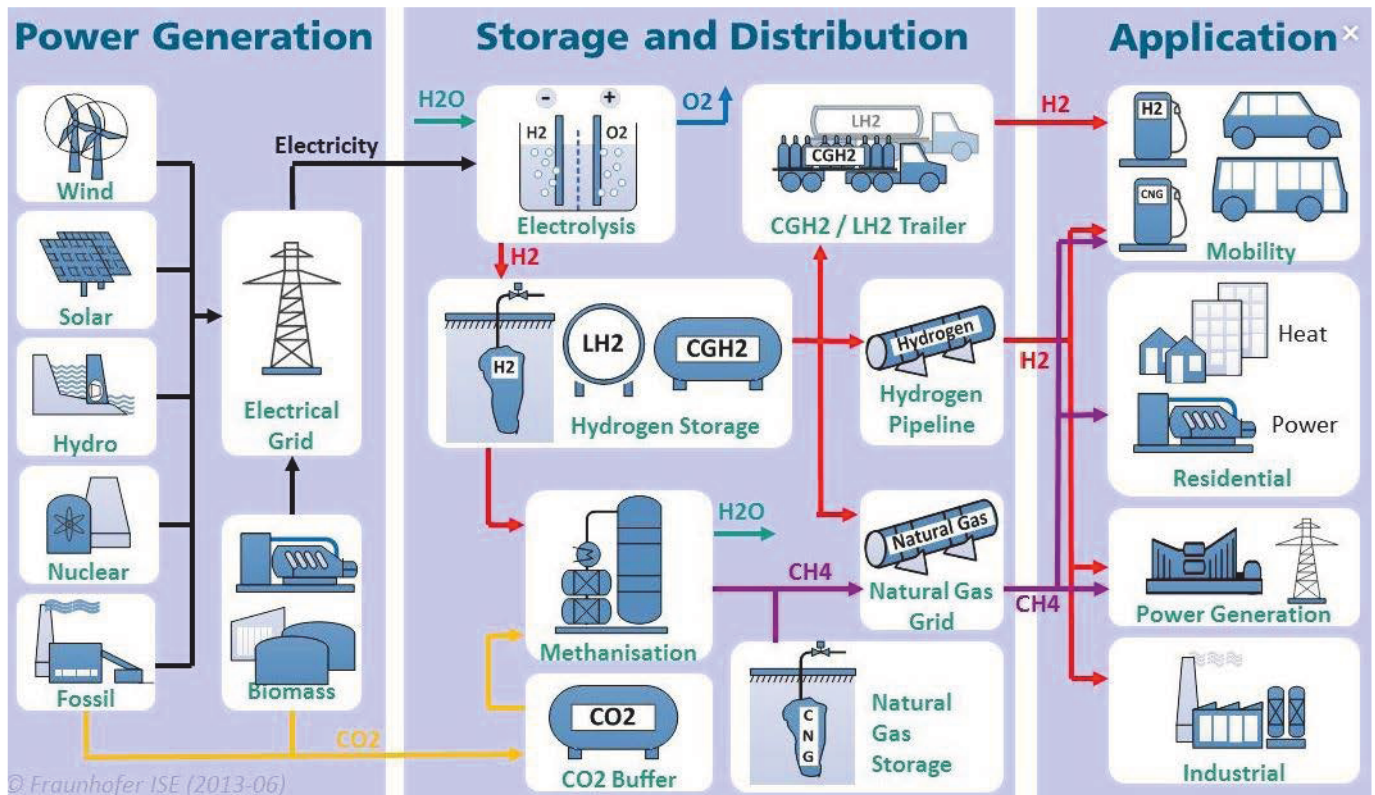 Power Generation
Storage and Distribution
Application
×
Wind
Solar
Hydro
Nuclear
Fossil
Electricity
Electrical
Grid
Biomass
CO2
© Fraunhofer ISE (2013-06)
H2O
-
+
H2
O2
Electrolysis
O2
LH2
CGH2
CGH2 / LH2 Trailer
H2
H2
LH2
CGH2
Hydrogen Storage
Hydrogen
Hydrogen
Pipeline
Methanisation
H2O
CH4
Natural Gas
Natural Gas
Grid
CO2
CO2 Buffer
C
N
G
Natural
Gas
Storage
H2
H2
CH4
H2
CNG
Mobility
Heat
Power
Residential
Power Generation
Industrial